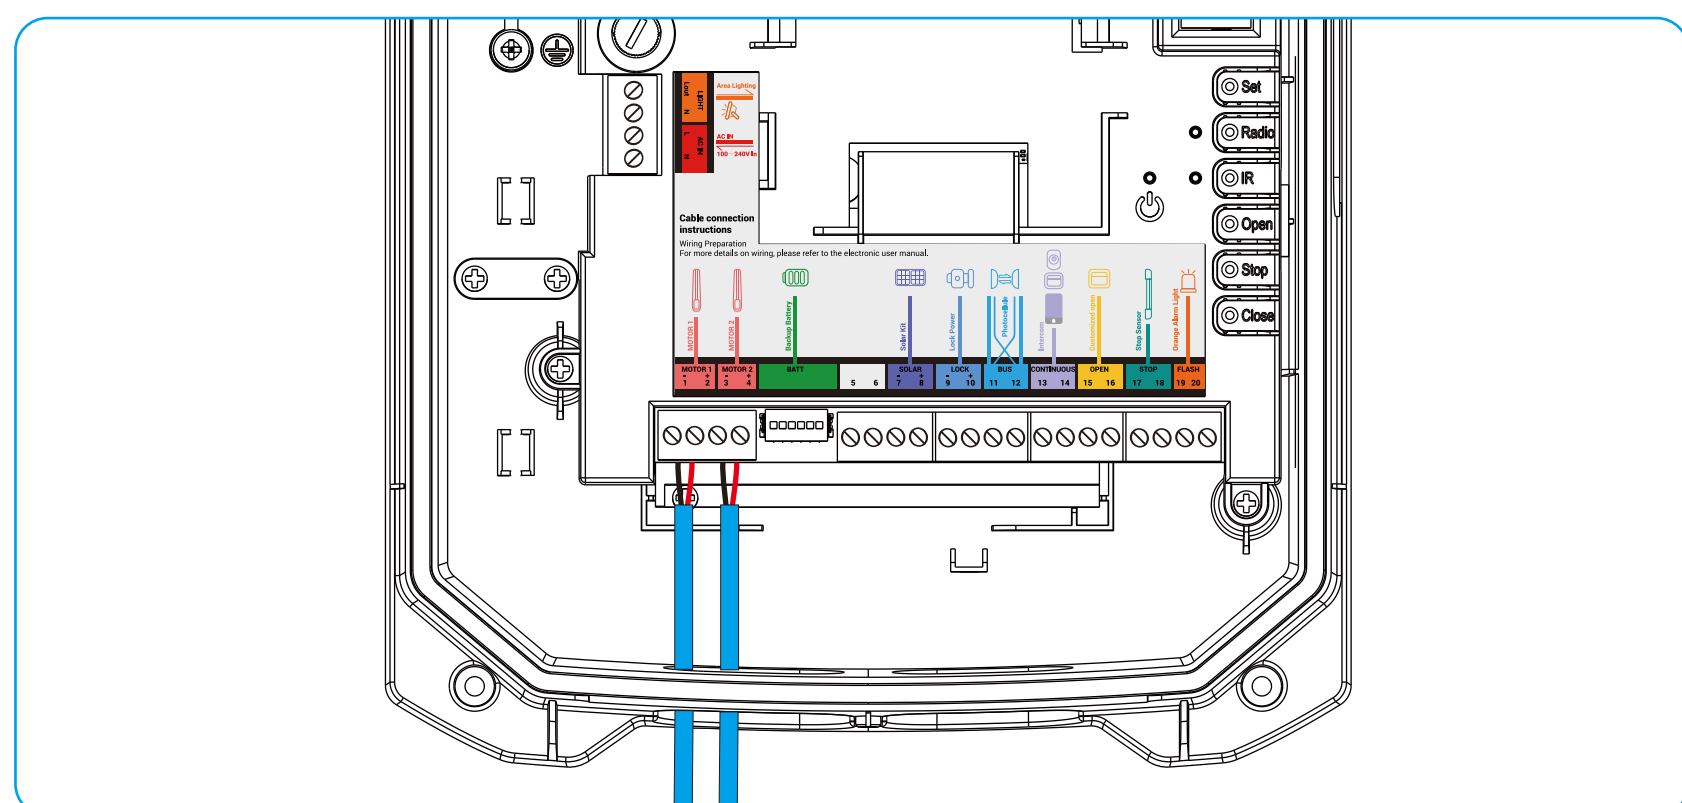 Set
Radio
IR
Open
Stop
Close
LIGHT
Lout N
Area Lighting
AC IN
L N
AC IN
100 ~ 240V In
Cable connection
instructions
Wiring Preparation
For more details on wiring, please refer to the electronic user manual.
MOTOR 1
MOTOR 2
Backup Battery
Solar Kit
Lock Power
Photocellule
Intercom
Customized open
Stop Sensor
Orange Alarm Light
MOTOR 1 MOTOR 2 BATT SOLAR LOCK BUS CONTINUOUS OPEN STOP FLASH
- + - + - + - +
1 2 3 4 5 6 7 8 9 10 11 12 13 14 15 16 17 18 19 20